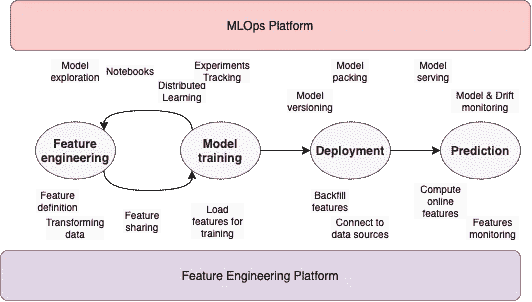 MLOps Platform
Model
exploration
Notebooks
Experiments
Tracking
Distributed
Learning
Model
packing
Model
versioning
Model
serving
Model & Drift
monitoring
Feature
engineering
Model
training
Deployment
Prediction
Feature
definition
Transforming
data
Feature
sharing
Load
features for
training
Backfill
features
Connect to
data sources
Compute
online
features
Features
monitoring
Feature Engineering Platform